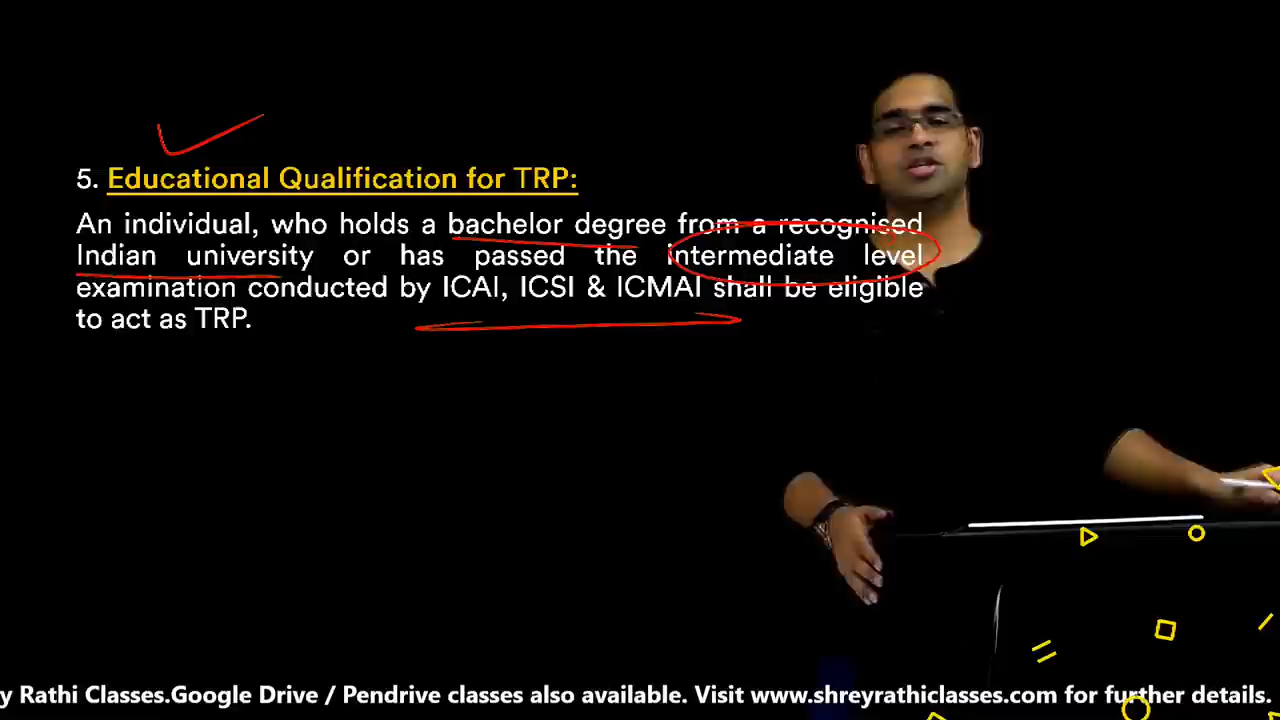 5. Educational Qualification for TRP:
An individual, who holds a bachelor degree from a recognised
Indian university or has passed the intermediate level
examination conducted by ICAI, ICSI & ICMAI shall be eligible
to act as TRP.
y Rathi Classes.Google Drive / Pendrive classes also available. Visit www.shreyrathiclasses.com for further details.